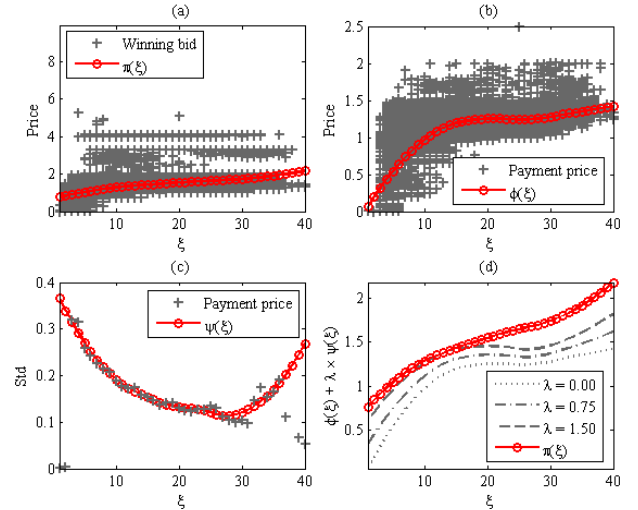 (a)
Winning bid
π(ξ)
Price
8
6
4
2
0
0 10 20 30 40
ξ
(b)
2.5
2
1.5
1
0.5
0
Price
Payment price
ϕ(ξ)
0 10 20 30 40
ξ
(c)
0.4
0.3
0.2
0.1
0
Std
Payment price
ψ(ξ)
0 10 20 30 40
ξ
(d)
2
1.5
1
0.5
ϕ(ξ) + λ × ψ(ξ)
λ = 0.00
λ = 0.75
λ = 1.50
π(ξ)
10 20 30 40
ξ